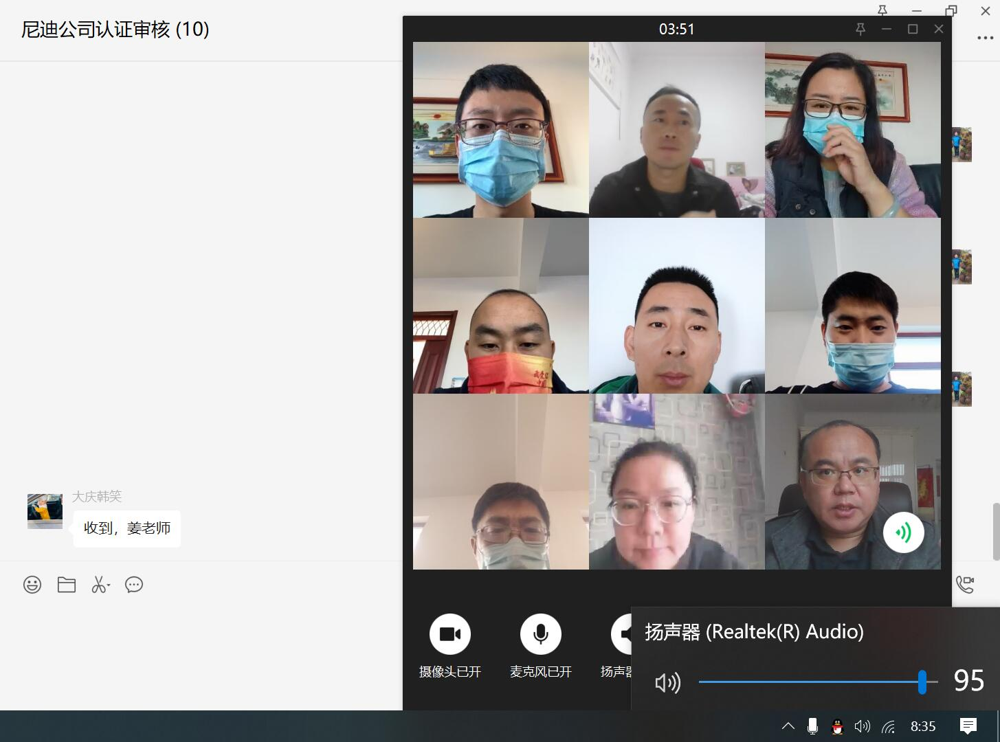 尼迪公司认证审核 (10)
03:51
大庆韩笑
收到，姜老师
摄像头已开
麦克风已开
扬声器
扬声器 (Realtek(R) Audio)
95
8:35